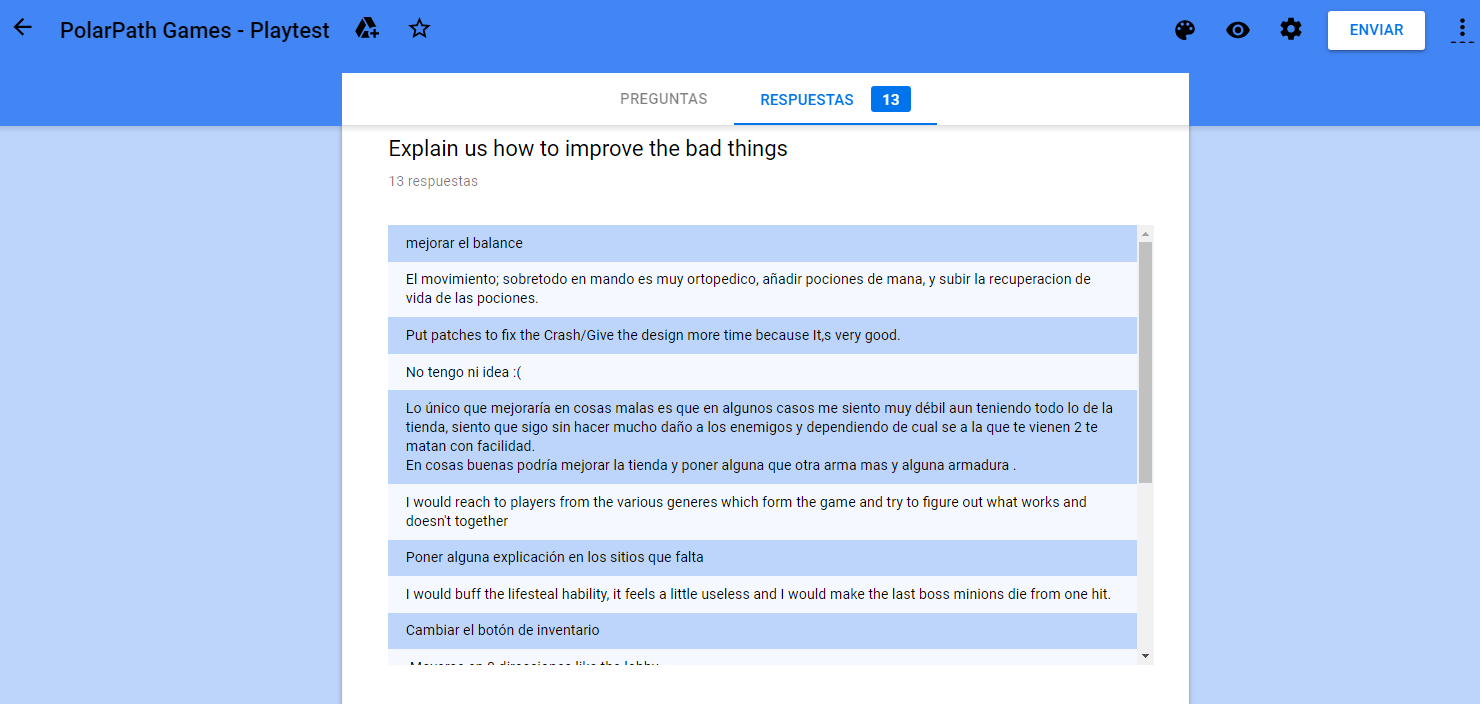 PolarPath Games - Playtest
ENVIAR
PREGUNTAS
RESPUESTAS 13
Explain us how to improve the bad things
13 respuestas
mejorar el balance
El movimiento; sobretodo en mando es muy ortopedico, añadir pociones de mana, y subir la recuperacion de
vida de las pociones.
Put patches to fix the Crash/Give the design more time because It,s very good.
No tengo ni idea :(
Lo único que mejoraría en cosas malas es que en algunos casos me siento muy débil aun teniendo todo lo de la
tienda, siento que sigo sin hacer mucho daño a los enemigos y dependiendo de cual se a la que te vienen 2 te
matan con facilidad.
En cosas buenas podría mejorar la tienda y poner alguna que otra arma mas y alguna armadura .
I would reach to players from the various generes which form the game and try to figure out what works and
doesn't together
Poner alguna explicación en los sitios que falta
I would buff the lifesteal hability, it feels a little useless and I would make the last boss minions die from one hit.
Cambiar el botón de inventario
like the lobby